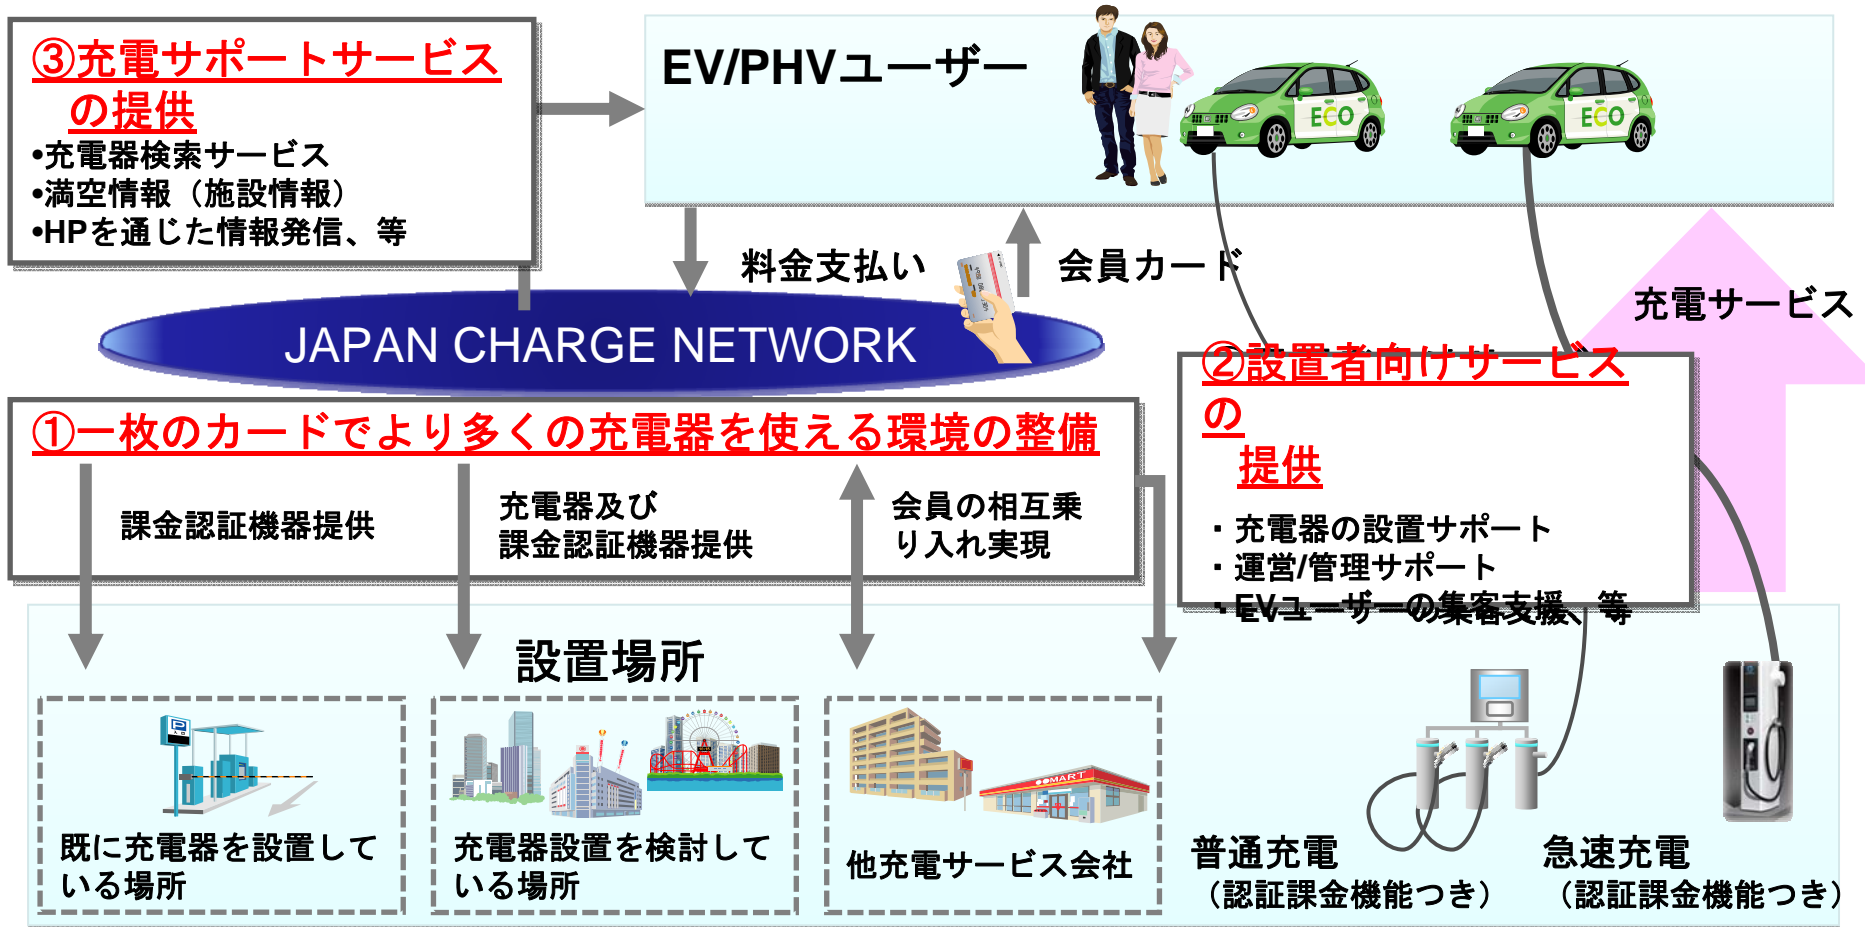 ③充電サポートサービス
の提供
•充電器検索サービス
•満空情報（施設情報）
•HPを通じた情報発信、等
EV/PHVユーザー
ECO
ECO
料金支払い
会員カード
充電サービス
JAPAN CHARGE NETWORK
①一枚のカードでより多くの充電器を使える環境の整備
課金認証機器提供
充電器及び
課金認証機器提供
会員の相互乗
り入れ実現
②設置者向けサービス
の
提供
・充電器の設置サポート
・運営/管理サポート
・EVユーザーの集客支援、等
設置場所
P
入口
既に充電器を設置して
いる場所
充電器設置を検討して
いる場所
MART
他充電サービス会社
普通充電
（認証課金機能つき）
急速充電
（認証課金機能つき）